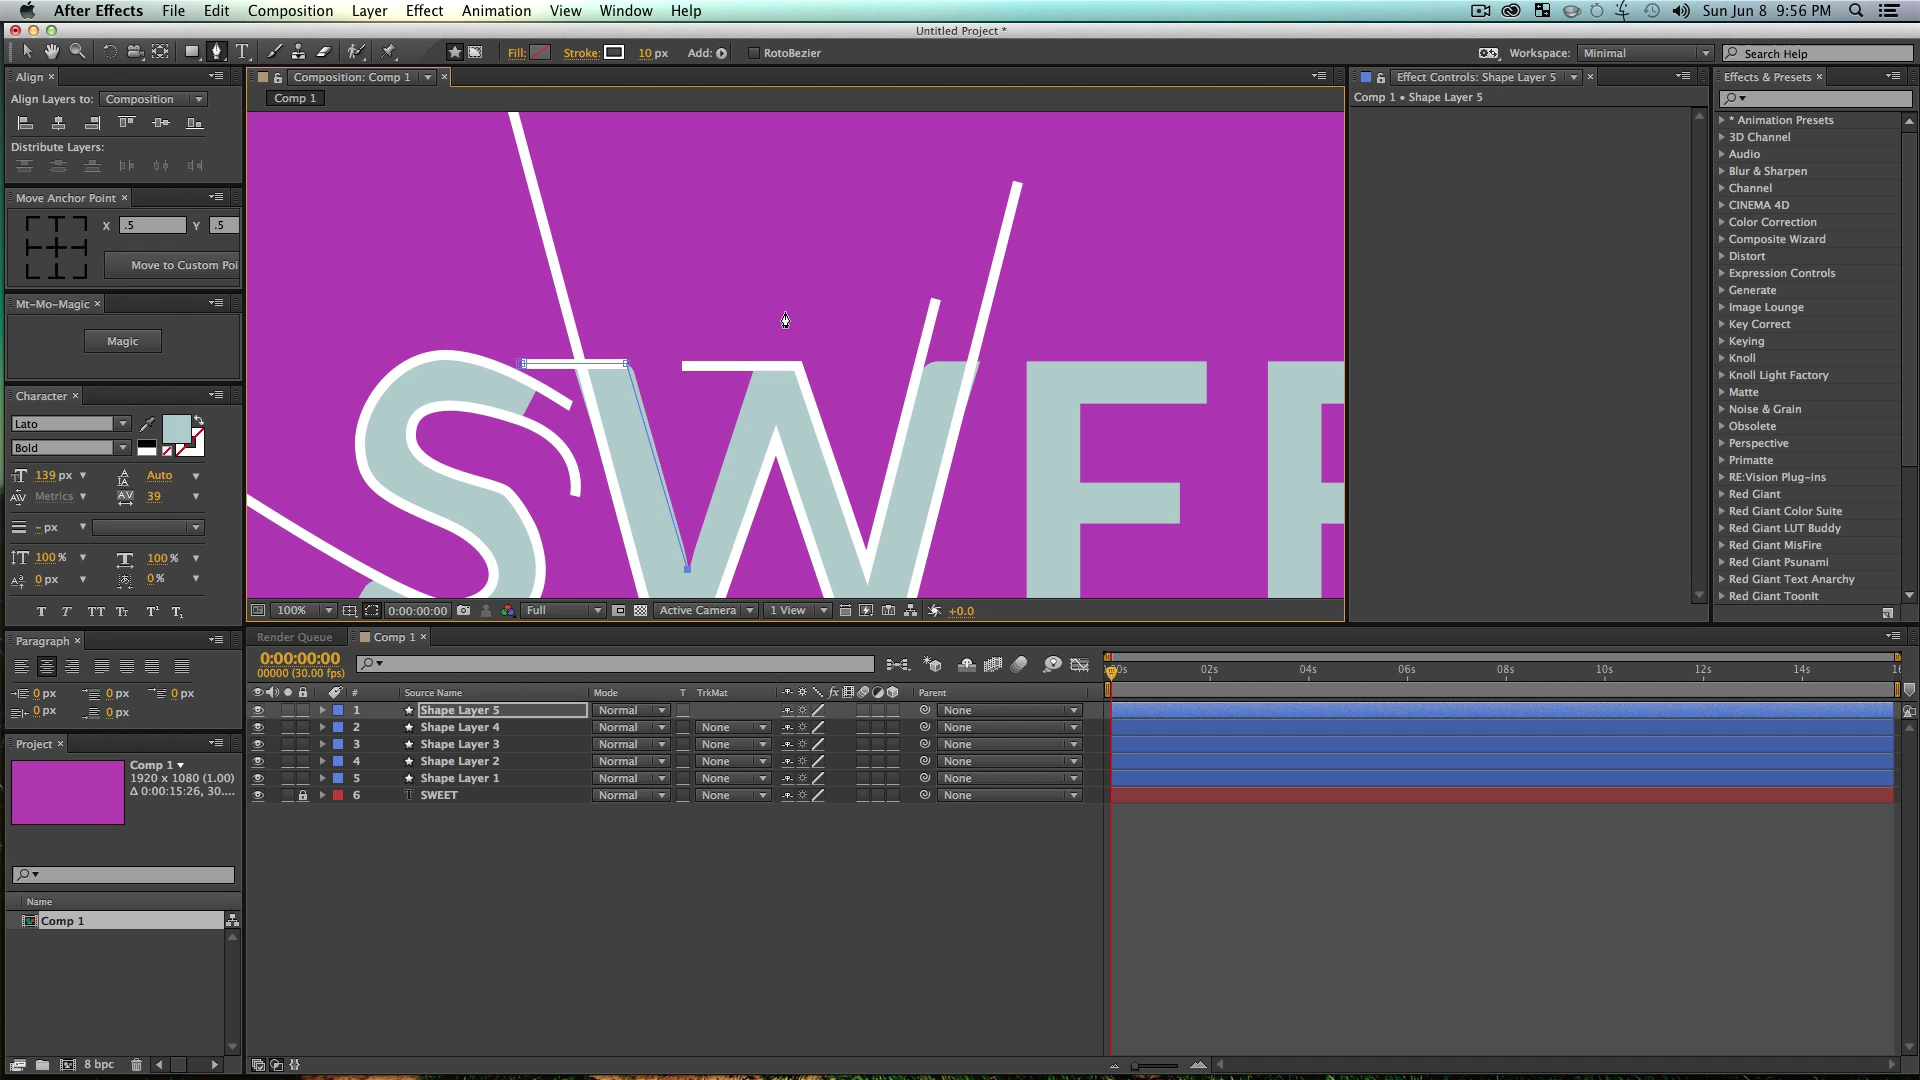 After Effects File Edit Composition Layer Effect Animation View Window Help Sun Jun 8 9:56 PM
Untitled Project *
Fill: Stroke: 10 px Add: RotoBezier Workspace: Minimal Search Help
Align
Align Layers to: Composition
Distribute Layers:
Move Anchor Point
X .5 Y .5
Move to Custom Poi
Mt-Mo-Magic
Magic
Character
Lato
Bold
139 px Auto
Metrics 39
- px
100 % 100 %
0 px 0 %
T T TT Tt T¹ T₁
Paragraph
0 px 0 px 0 px
0 px 0 px
Project
Comp 1
1920 x 1080 (1.00)
Δ 0:00:15:26, 30....
Name
Comp 1
8 bpc
Composition: Comp 1
Comp 1
SWE
100% 0:00:00:00 Full Active Camera 1 View +0.0
Effect Controls: Shape Layer 5
Comp 1 • Shape Layer 5
Effects & Presets
* Animation Presets
3D Channel
Audio
Blur & Sharpen
Channel
CINEMA 4D
Color Correction
Composite Wizard
Distort
Expression Controls
Generate
Image Lounge
Key Correct
Keying
Knoll
Knoll Light Factory
Matte
Noise & Grain
Obsolete
Perspective
Primatte
RE:Vision Plug-ins
Red Giant
Red Giant Color Suite
Red Giant LUT Buddy
Red Giant MisFire
Red Giant Psunami
Red Giant Text Anarchy
Red Giant ToonIt
Render Queue Comp 1
0:00:00:00
00000 (30.00 fps)
# Source Name Mode T TrkMat fx Parent
:00s 02s 04s 06s 08s 10s 12s 14s 16
1 Shape Layer 5 Normal None
2 Shape Layer 4 Normal None None
3 Shape Layer 3 Normal None None
4 Shape Layer 2 Normal None None
5 Shape Layer 1 Normal None None
6 T SWEET Normal None None